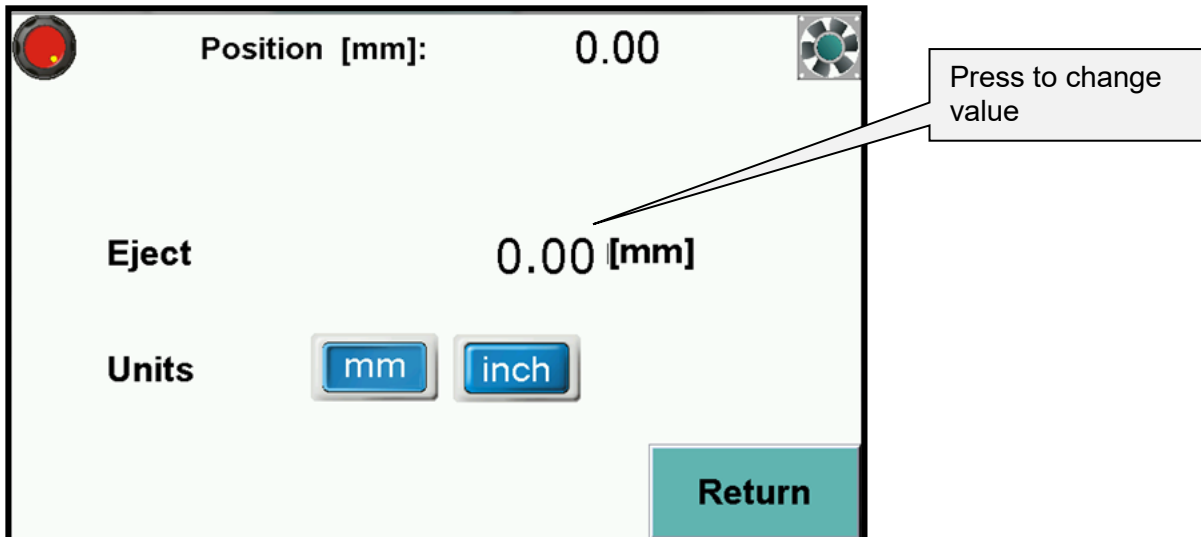 Position [mm]: 0.00
Press to change
value
Eject 0.00 [mm]
Units mm inch
Return